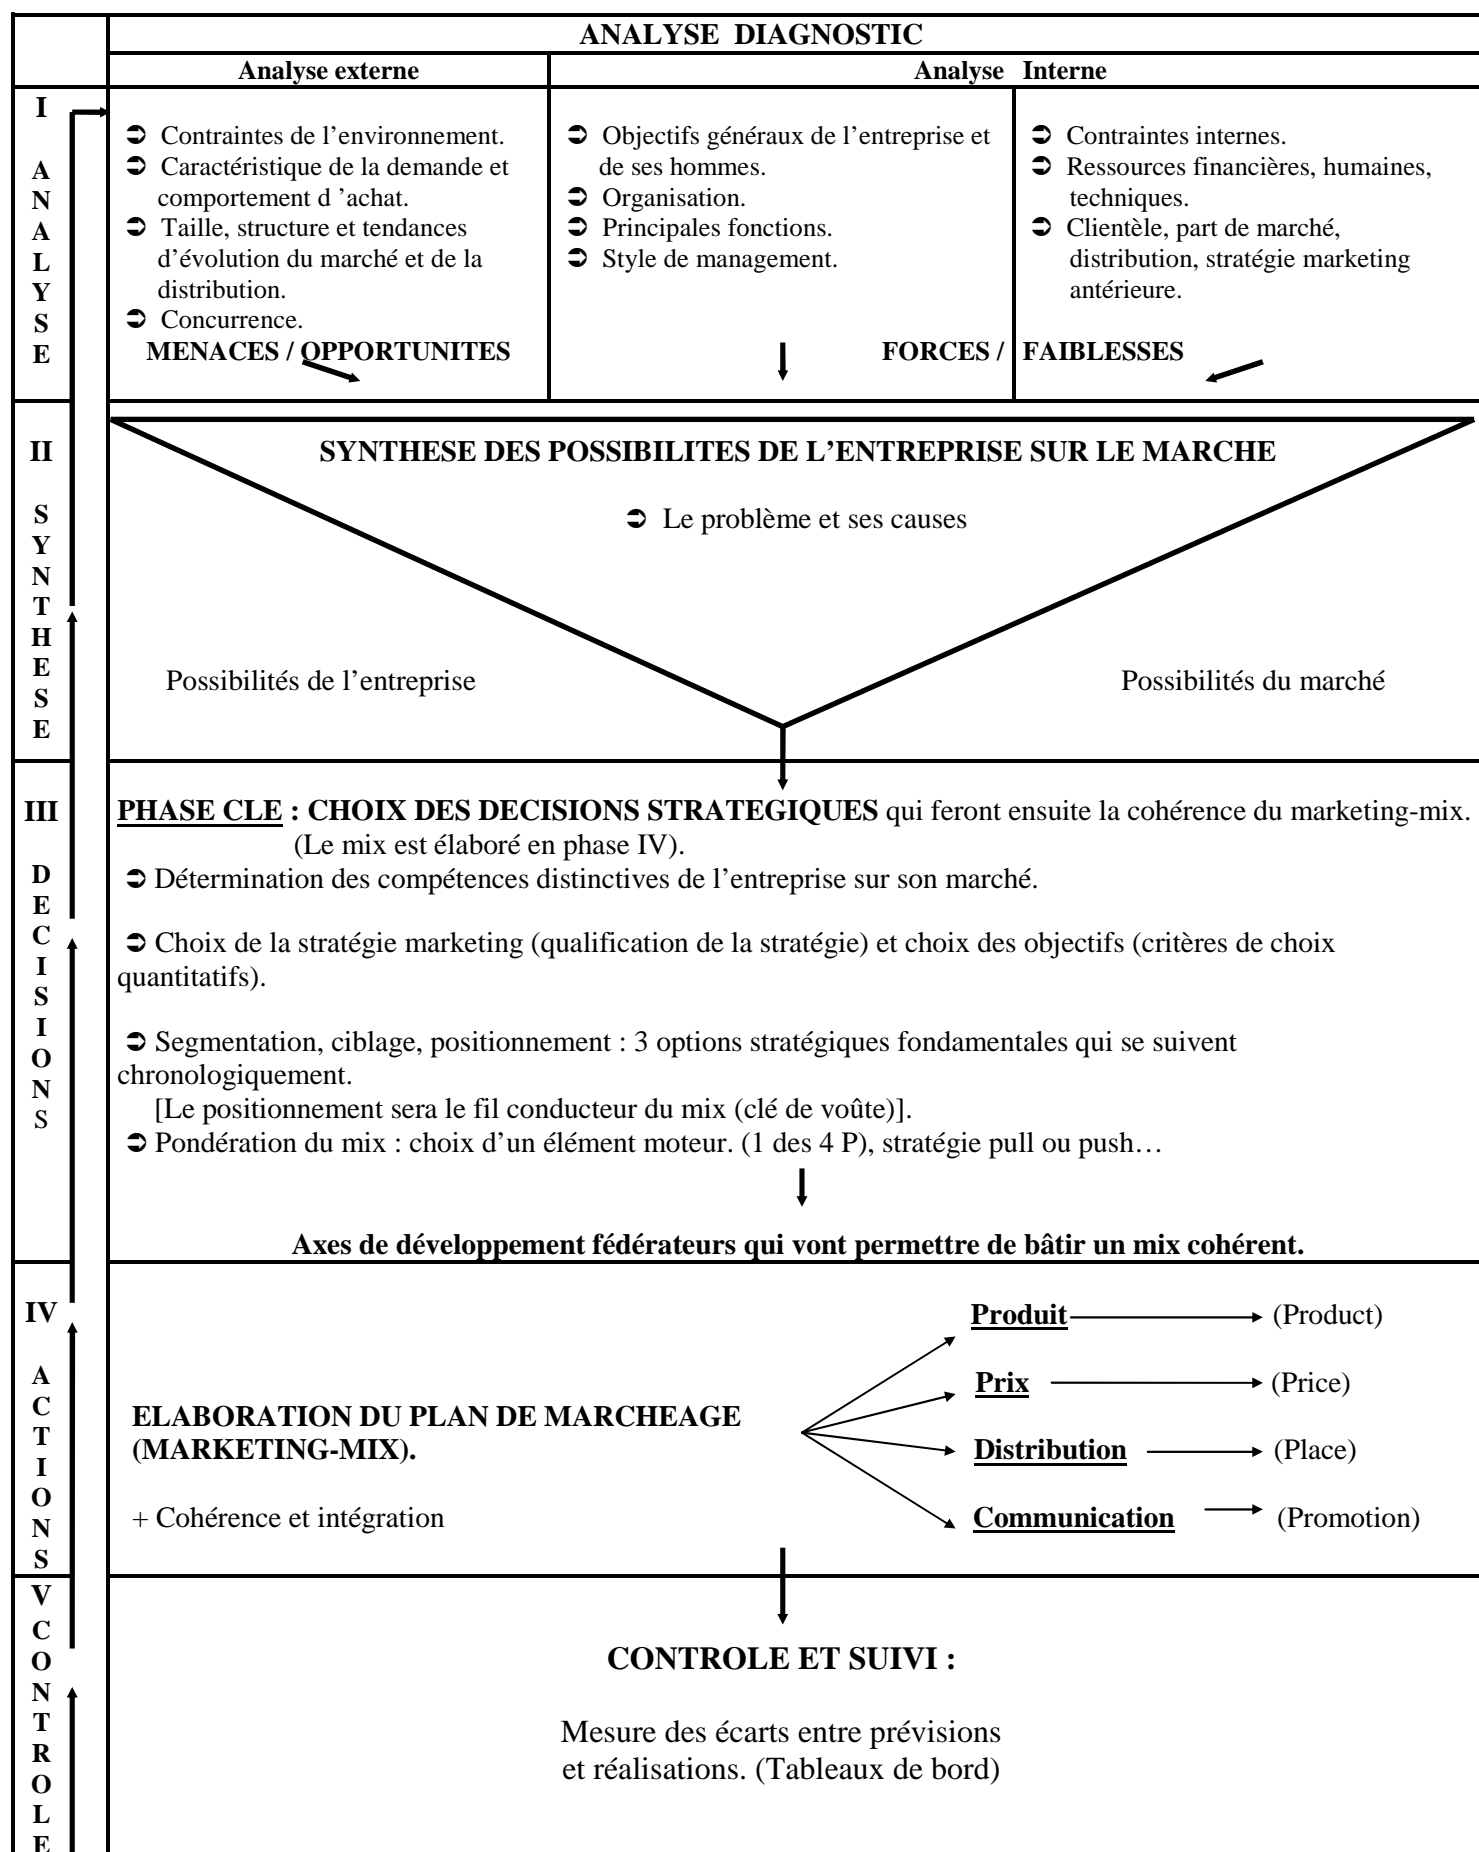 ANALYSE DIAGNOSTIC
Analyse externe
Analyse Interne
I
A
N
A
L
Y
S
E
➲ Contraintes de l’environnement.
➲ Caractéristique de la demande et
comportement d ’achat.
➲ Taille, structure et tendances
d’évolution du marché et de la
distribution.
➲ Concurrence.
MENACES / OPPORTUNITES
➲ Objectifs généraux de l’entreprise et
de ses hommes.
➲ Organisation.
➲ Principales fonctions.
➲ Style de management.
➲ Contraintes internes.
➲ Ressources financières, humaines,
techniques.
➲ Clientèle, part de marché,
distribution, stratégie marketing
antérieure.
FORCES / FAIBLESSES
II
S
Y
N
T
H
E
S
E
SYNTHESE DES POSSIBILITES DE L’ENTREPRISE SUR LE MARCHE
➲ Le problème et ses causes
Possibilités de l’entreprise
Possibilités du marché
III
D
E
C
I
S
I
O
N
S
PHASE CLE : CHOIX DES DECISIONS STRATEGIQUES qui feront ensuite la cohérence du marketing-mix.
(Le mix est élaboré en phase IV).
➲ Détermination des compétences distinctives de l’entreprise sur son marché.
➲ Choix de la stratégie marketing (qualification de la stratégie) et choix des objectifs (critères de choix
quantitatifs).
➲ Segmentation, ciblage, positionnement : 3 options stratégiques fondamentales qui se suivent
chronologiquement.
[Le positionnement sera le fil conducteur du mix (clé de voûte)].
➲ Pondération du mix : choix d’un élément moteur. (1 des 4 P), stratégie pull ou push…
Axes de développement fédérateurs qui vont permettre de bâtir un mix cohérent.
IV
A
C
T
I
O
N
S
ELABORATION DU PLAN DE MARCHEAGE
(MARKETING-MIX).
+ Cohérence et intégration
Produit (Product)
Prix (Price)
Distribution (Place)
Communication (Promotion)
V
C
O
N
T
R
O
L
E
CONTROLE ET SUIVI :
Mesure des écarts entre prévisions
et réalisations. (Tableaux de bord)